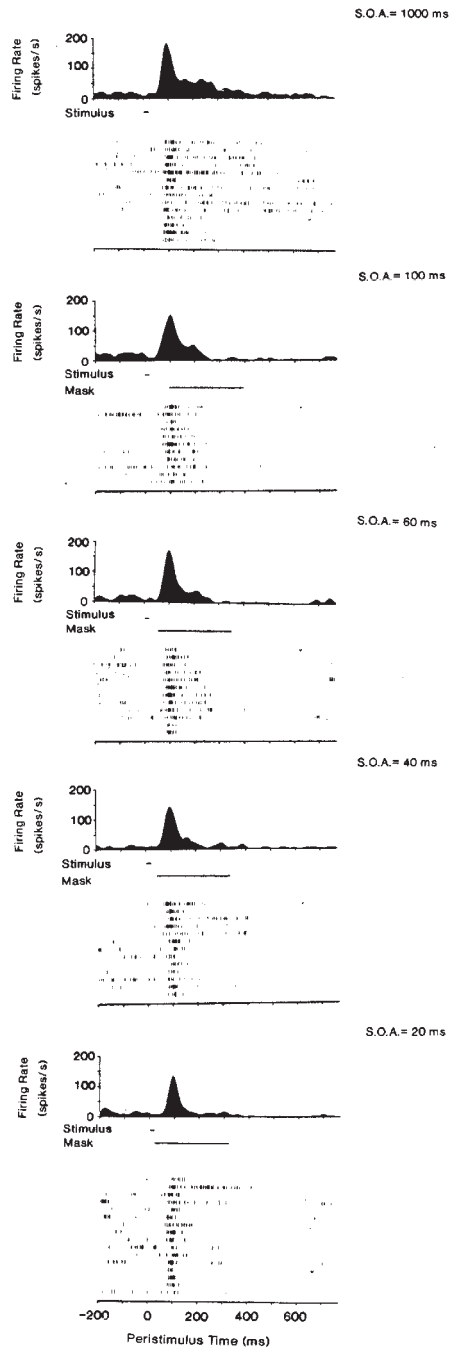 S.O.A.= 1000 ms
Firing Rate
(spikes/s)
200
100
0
Stimulus
S.O.A.= 100 ms
Firing Rate
(spikes/s)
200
100
0
Stimulus
Mask
S.O.A.= 60 ms
Firing Rate
(spikes/s)
200
100
0
Stimulus
Mask
S.O.A.= 40 ms
Firing Rate
(spikes/s)
200
100
0
Stimulus
Mask
S.O.A.= 20 ms
Firing Rate
(spikes/s)
200
100
0
Stimulus
Mask
-200 0 200 400 600
Peristimulus Time (ms)